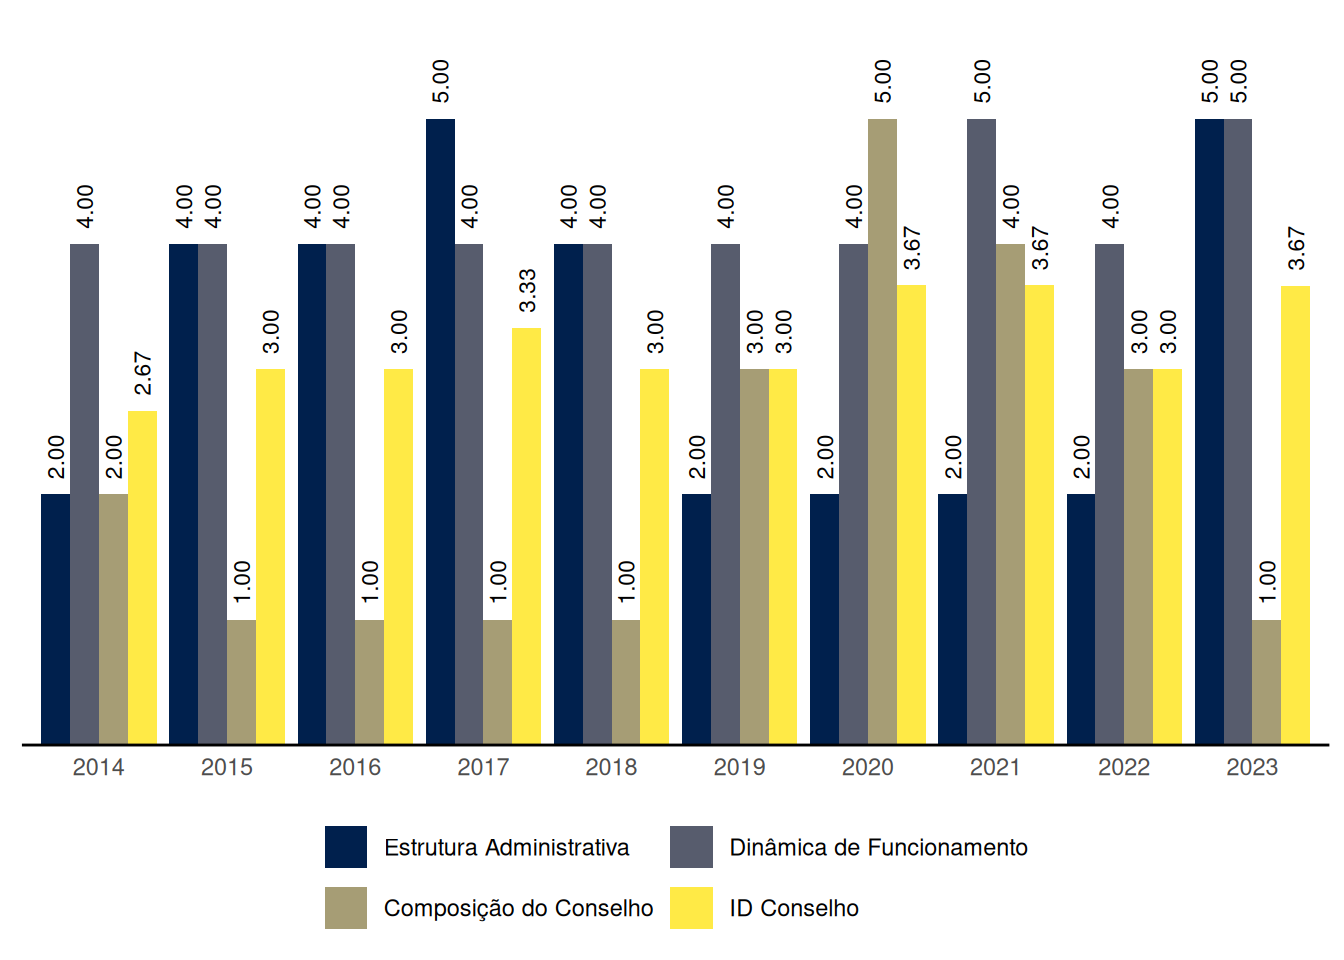 5.00 5.00 5.00 5.00 5.00
4.00 4.00 4.00 4.00 4.00 4.00 4.00 4.00 4.00 4.00 4.00 4.00
3.67 3.67 3.67
3.33
3.00 3.00 3.00 3.00 3.00 3.00 3.00
2.67
2.00 2.00 2.00 2.00 2.00 2.00
1.00 1.00 1.00 1.00 1.00
2014 2015 2016 2017 2018 2019 2020 2021 2022 2023
Estrutura Administrativa Dinâmica de Funcionamento
Composição do Conselho ID Conselho